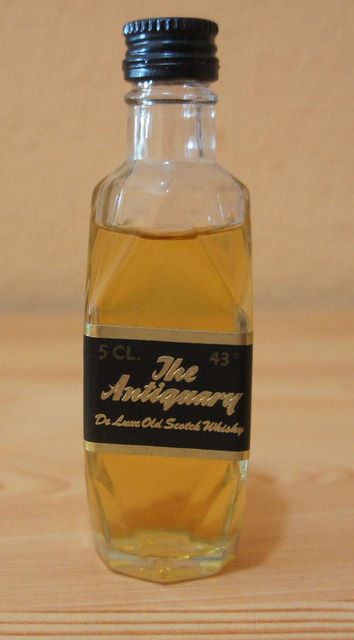 5 CL. 43°
The
Antiquary
De Luxe Old Scotch Whisky